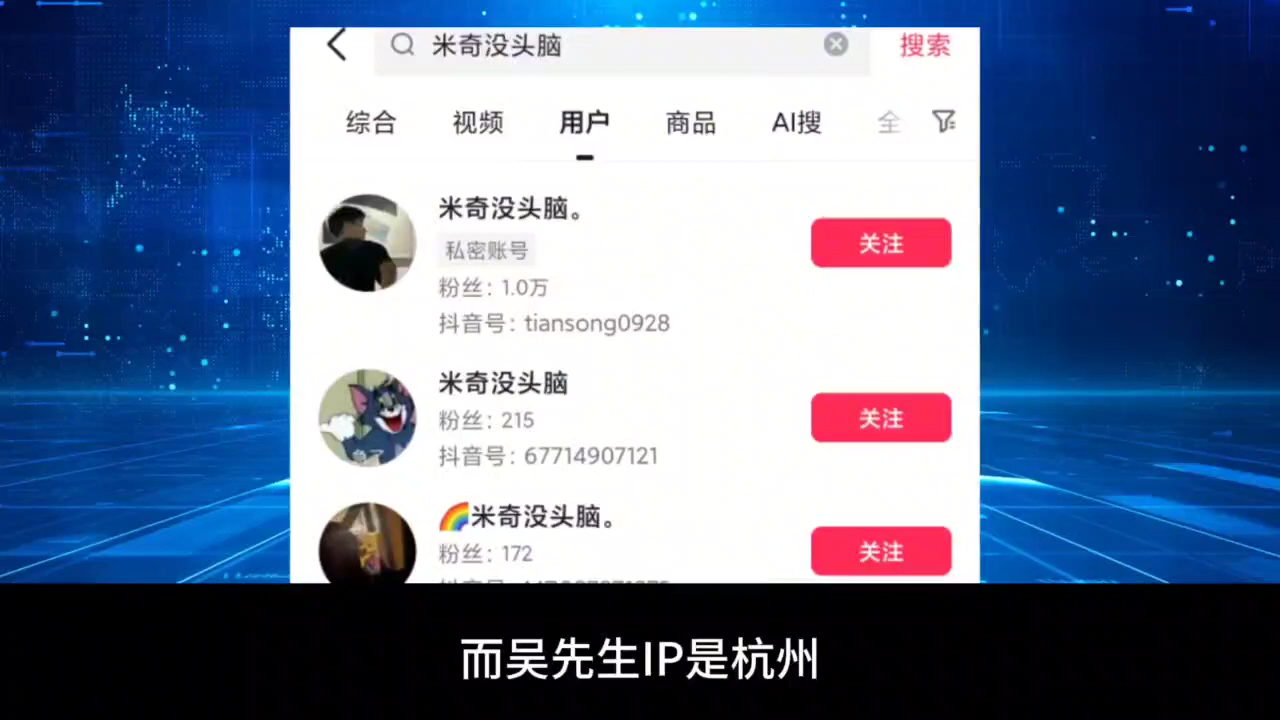 米奇没头脑
搜索
综合
视频
用户
商品
AI搜
全
米奇没头脑。
私密账号
粉丝：1.0万
抖音号：tiansong0928
关注
米奇没头脑
粉丝：215
抖音号：67714907121
关注
🌈米奇没头脑。
粉丝：172
关注
而吴先生IP是杭州